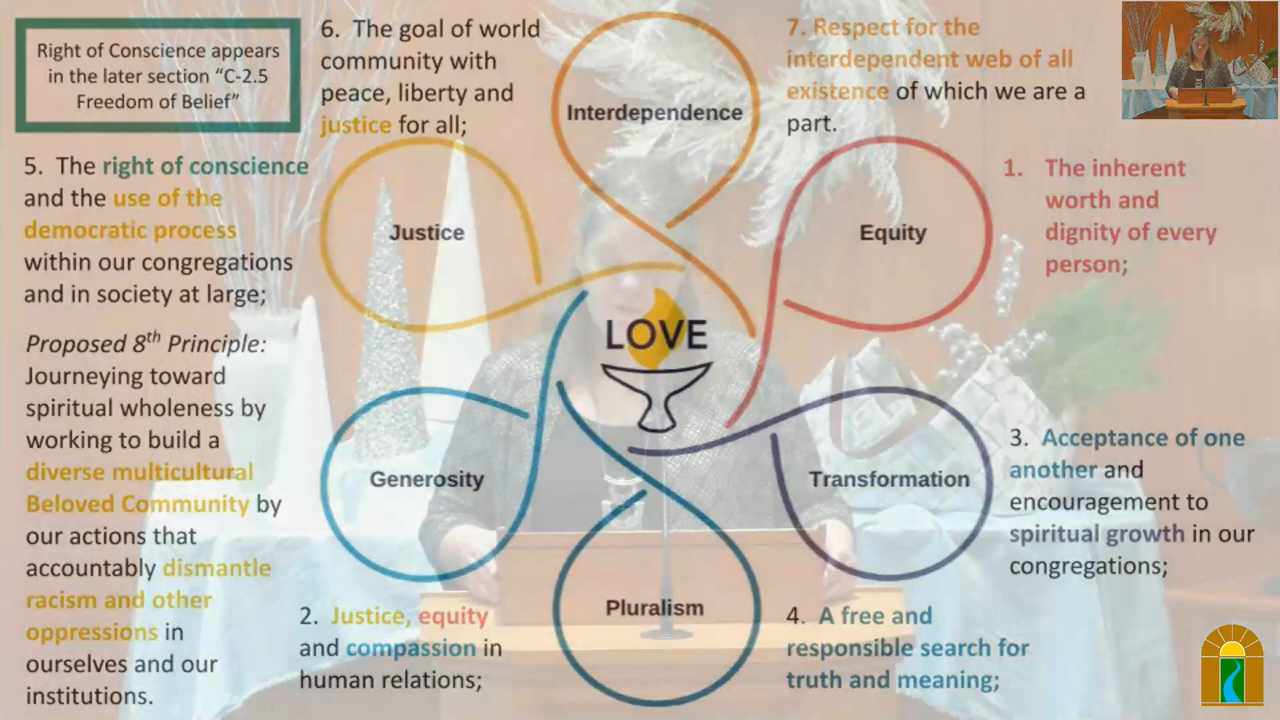 Right of Conscience appears
in the later section “C-2.5
Freedom of Belief”
6. The goal of world
community with
peace, liberty and
justice for all;
Interdependence
7. Respect for the
interdependent web of all
existence of which we are a
part.
5. The right of conscience
and the use of the
democratic process
within our congregations
and in society at large;
Justice
Equity
1. The inherent
worth and
dignity of every
person;
LOVE
Proposed 8th Principle:
Journeying toward
spiritual wholeness by
working to build a
diverse multicultural
Beloved Community by
our actions that
accountably dismantle
racism and other
oppressions in
ourselves and our
institutions.
Generosity
Transformation
3. Acceptance of one
another and
encouragement to
spiritual growth in our
congregations;
Pluralism
2. Justice, equity
and compassion in
human relations;
4. A free and
responsible search for
truth and meaning;